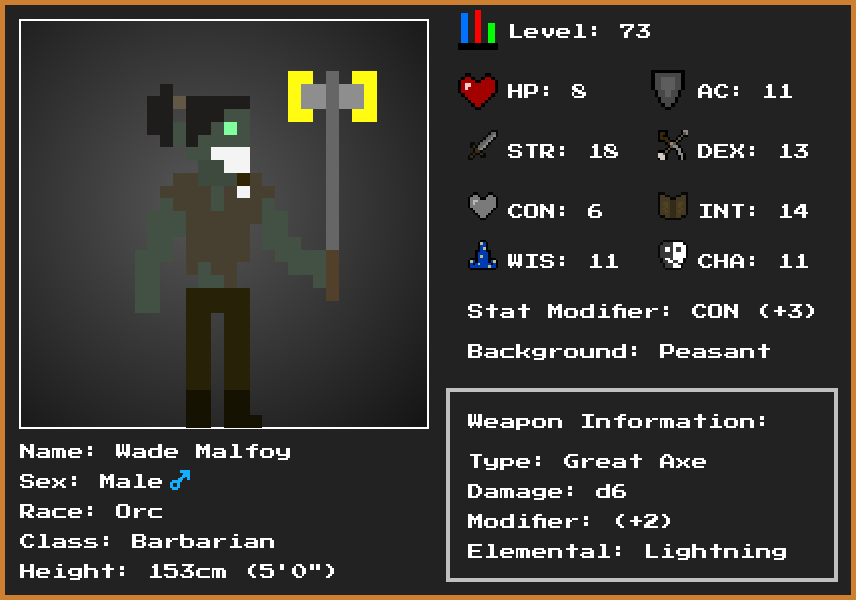 Level: 73
HP: 8 AC: 11
STR: 18 DEX: 13
CON: 6 INT: 14
WIS: 11 CHA: 11
Stat Modifier: CON (+3)
Background: Peasant
Weapon Information:
Type: Great Axe
Damage: d6
Modifier: (+2)
Elemental: Lightning
Name: Wade Malfoy
Sex: Male ♂
Race: Orc
Class: Barbarian
Height: 153cm (5'0")